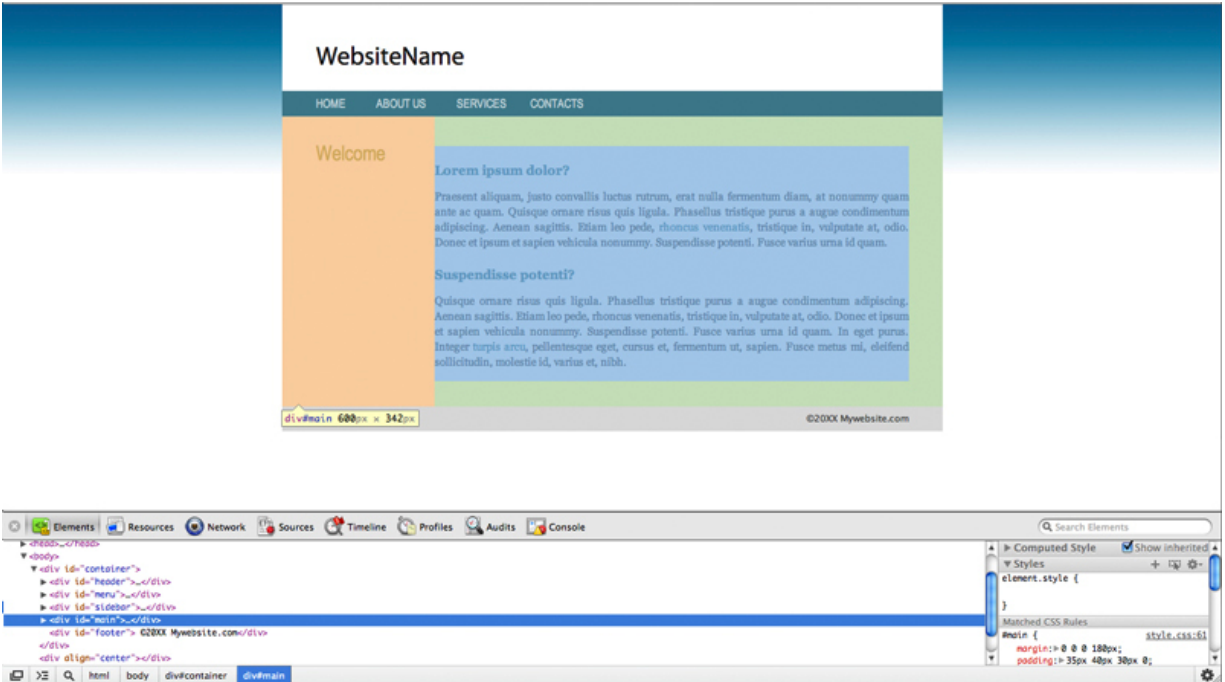 WebsiteName
HOME ABOUT US SERVICES CONTACTS
Welcome
Lorem ipsum dolor?
Praesent aliquam, justo convallis luctus rutrum, erat nulla fermentum diam, at nonummy quam
ante ac quam. Quisque ornare risus quis ligula. Phasellus tristique purus a augue condimentum
adipiscing. Aenean sagittis. Etiam leo pede, rhoncus venenatis, tristique in, vulputate at, odio.
Donec et ipsum et sapien vehicula nonummy. Suspendisse potenti. Fusce varius urna id quam.
Suspendisse potenti?
Quisque ornare risus quis ligula. Phasellus tristique purus a augue condimentum adipiscing.
Aenean sagittis. Etiam leo pede, rhoncus venenatis, tristique in, vulputate at, odio. Donec et ipsum
et sapien vehicula nonummy. Suspendisse potenti. Fusce varius urna id quam. In eget purus.
Integer turpis arcu, pellentesque eget, cursus et, fermentum ut, sapien. Fusce metus mi, eleifend
sollicitudin, molestie id, varius et, nibh.
div#main 600px × 342px
©20XX Mywebsite.com
Elements Resources Network Sources Timeline Profiles Audits Console Search Elements
▶ <head>…</head>
▼ <body>
▼ <div id="container">
▶ <div id="header">…</div>
▶ <div id="menu">…</div>
▶ <div id="sidebar">…</div>
▶ <div id="main">…</div>
<div id="footer"> ©20XX Mywebsite.com</div>
</div>
<div align="center"></div>
▶ Computed Style Show inherited
▼ Styles
element.style {
}
Matched CSS Rules
#main { style.css:61
margin:▶ 0 0 0 180px;
padding:▶ 35px 40px 30px 0;
html body div#container div#main